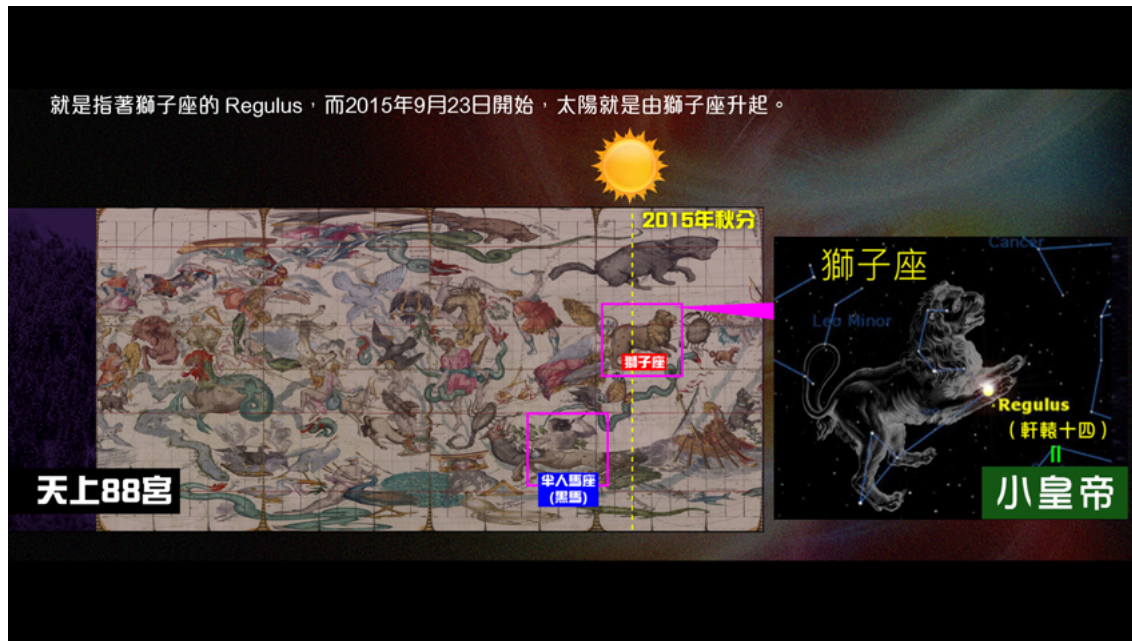 就是指著獅子座的 Regulus，而2015年9月23日開始，太陽就是由獅子座升起。
2015年秋分
獅子座
Cancer
Leo Minor
獅子座
Regulus
（軒轅十四）
=
小皇帝
半人馬座
(黑馬)
天上88宮